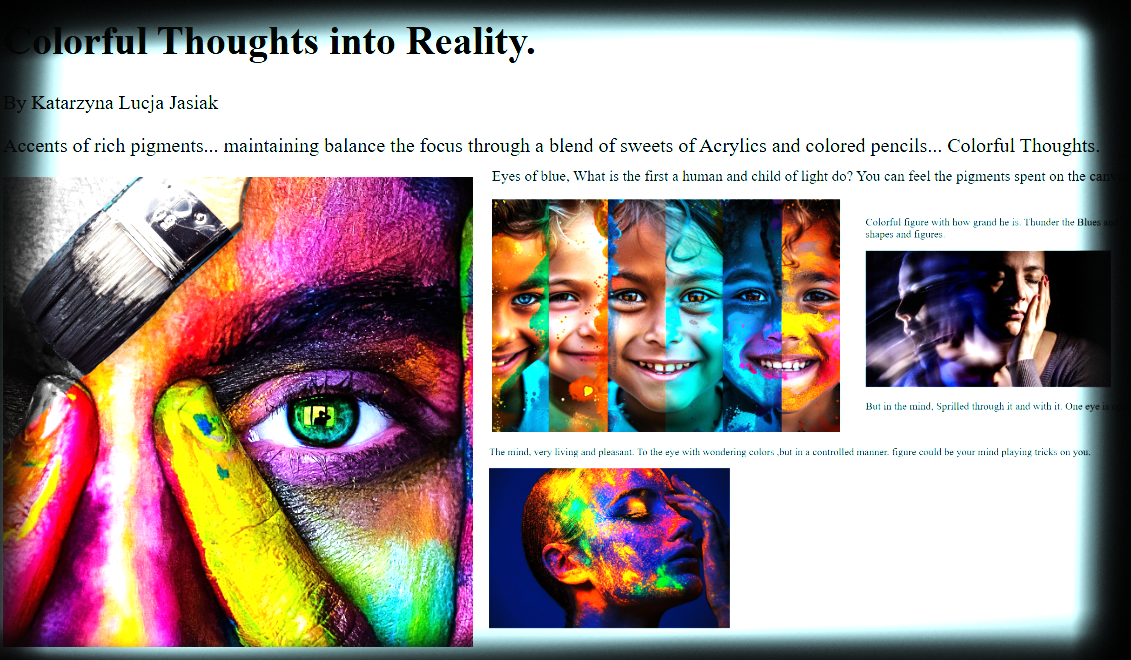 Colorful Thoughts into Reality.
By Katarzyna Lucja Jasiak
Accents of rich pigments... maintaining balance the focus through a blend of sweets of Acrylics and colored pencils... Colorful Thoughts.
Eyes of blue, What is the first a human and child of light do? You can feel the pigments spent on the
Colorful figure with how grand he is. Thunder the Blues
shapes and figures.
But in the mind, Sprilled through it and with it. One eye is
The mind, very living and pleasant. To the eye with wondering colors ,but in a controlled manner. figure could be your mind playing tricks on you.